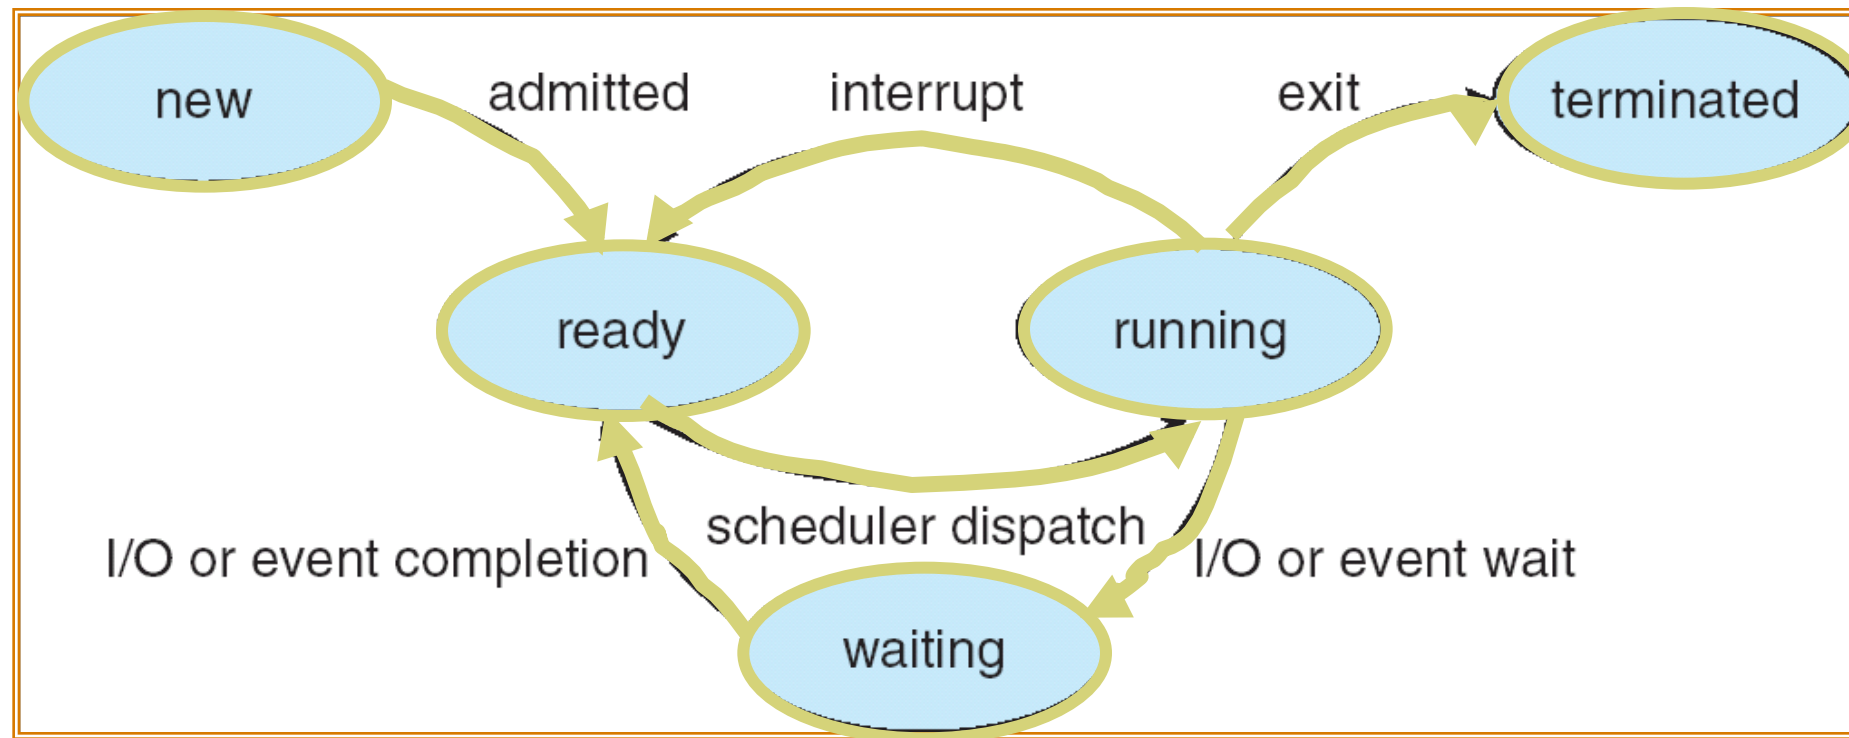 new
admitted
interrupt
exit
terminated
ready
running
scheduler dispatch
I/O or event completion
I/O or event wait
waiting